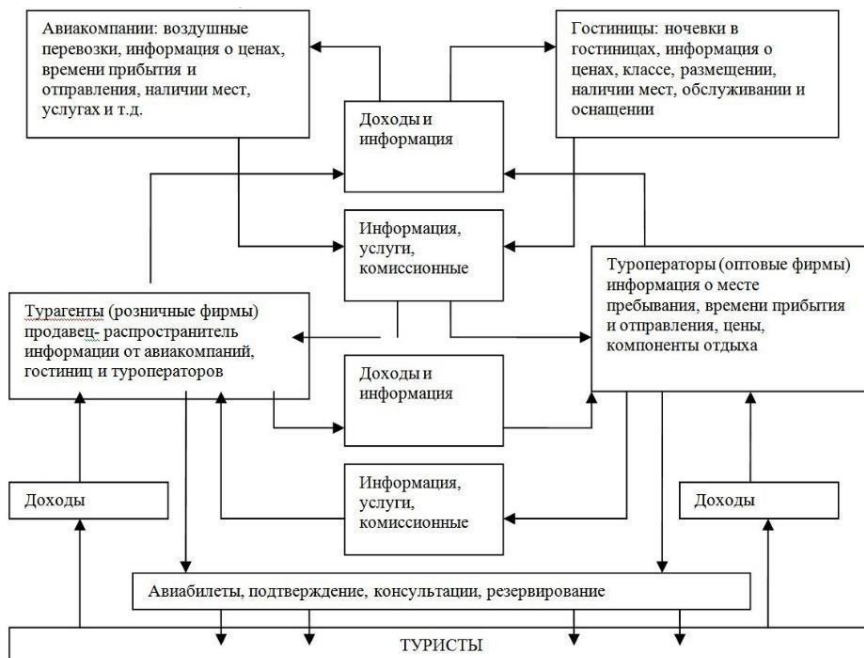 Авиакомпании: воздушные
перевозки, информация о ценах,
времени прибытия и
отправления, наличии мест,
услугах и т.д.
Гостиницы: ночевки в
гостиницах, информация о
ценах, классе, размещении,
наличии мест, обслуживании и
оснащении
Доходы и
информация
Информация,
услуги,
комиссионные
Турагенты (розничные фирмы)
продавец- распространитель
информации от авиакомпаний,
гостиниц и туроператоров
Туроператоры (оптовые фирмы)
информация о месте
пребывания, времени прибытия
и отправления, цены,
компоненты отдыха
Доходы и
информация
Информация,
услуги,
комиссионные
Доходы
Доходы
Авиабилеты, подтверждение, консультации, резервирование
ТУРИСТЫ